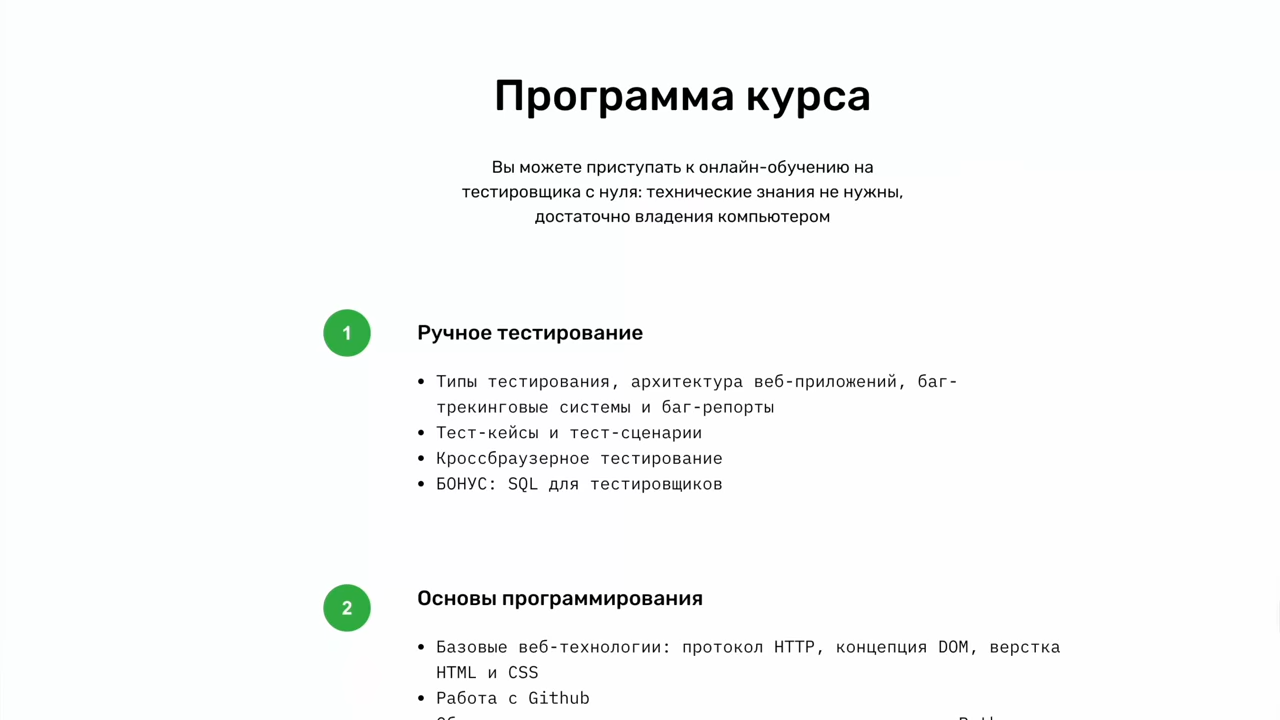 Программа курса
Вы можете приступать к онлайн-обучению на
тестировщика с нуля: технические знания не нужны,
достаточно владения компьютером
1
Ручное тестирование
• Типы тестирования, архитектура веб-приложений, баг-
трекинговые системы и баг-репорты
• Тест-кейсы и тест-сценарии
• Кроссбраузерное тестирование
• БОНУС: SQL для тестировщиков
2
Основы программирования
• Базовые веб-технологии: протокол HTTP, концепция DOM, верстка
HTML и CSS
• Работа с Github